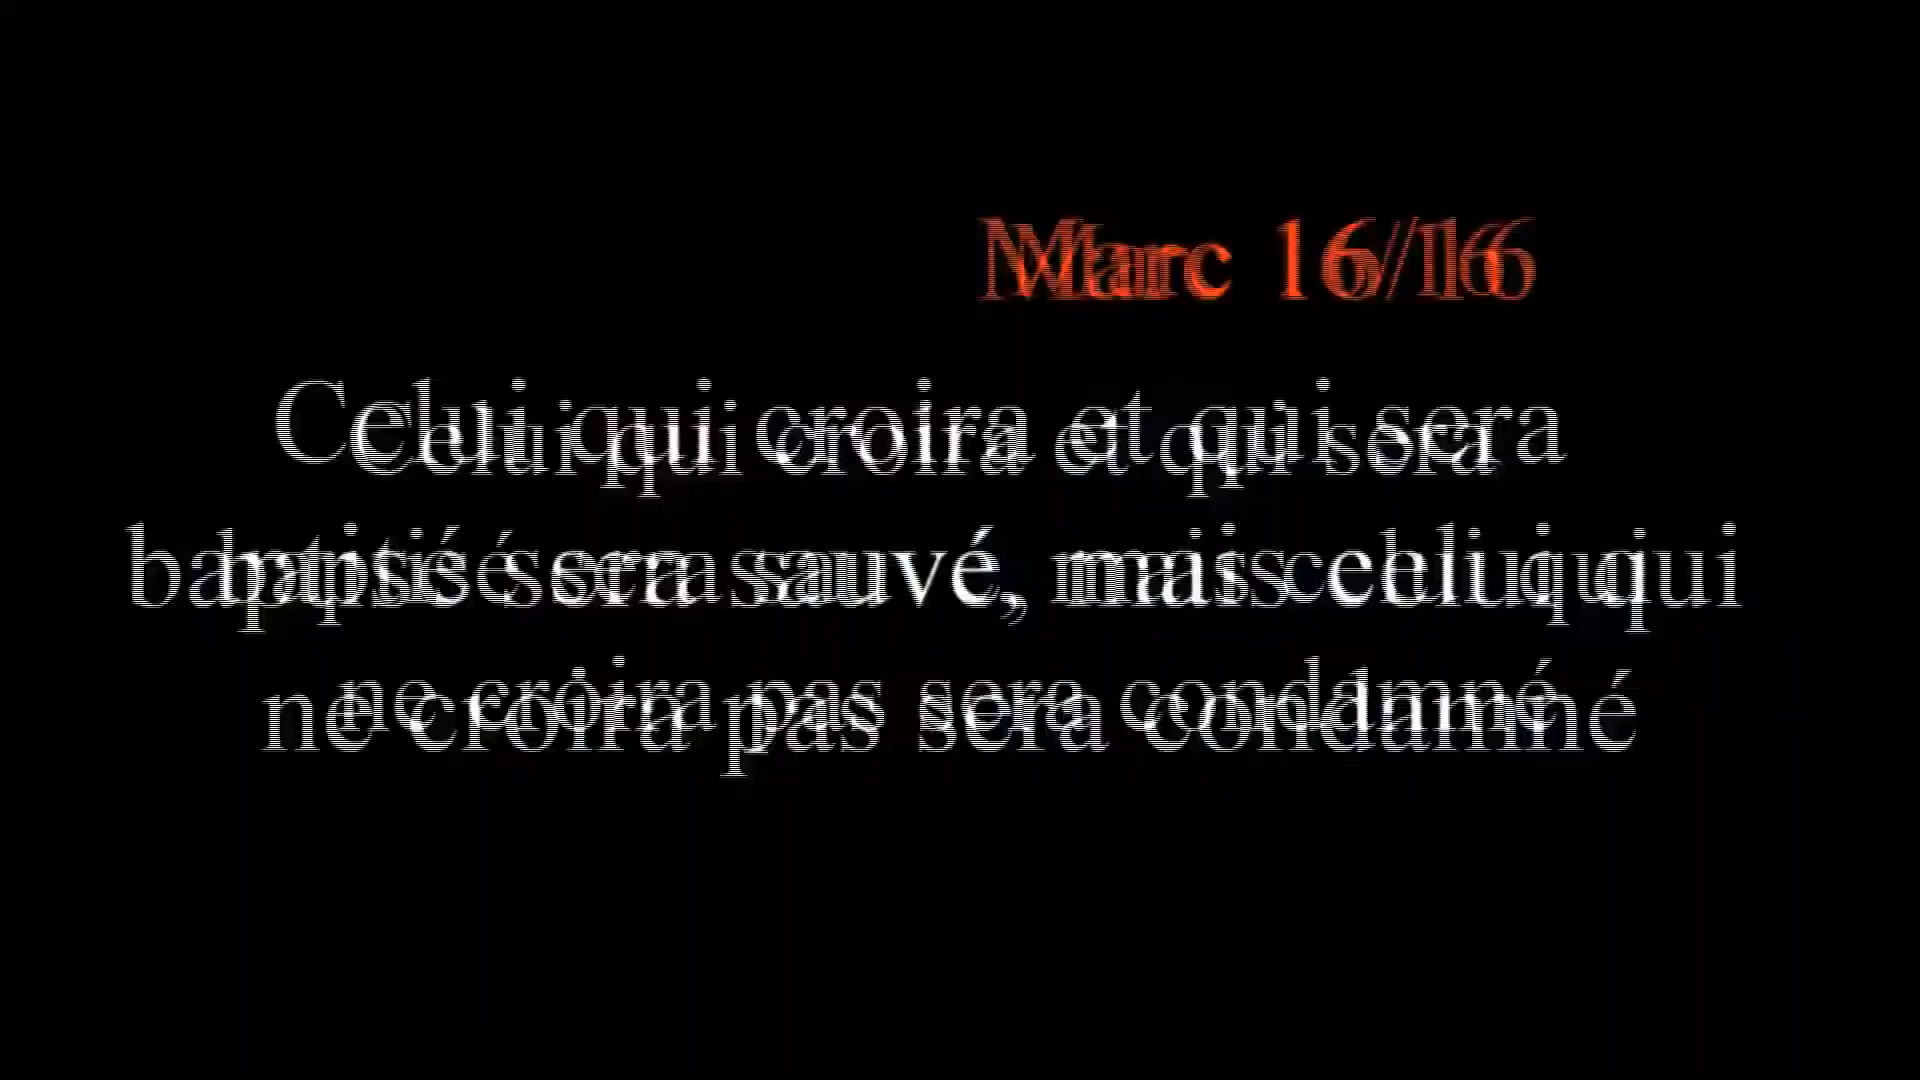 Marc 16/16
Celui qui croira et qui sera
baptisé sera sauvé, mais celui qui
ne croira pas sera condamné